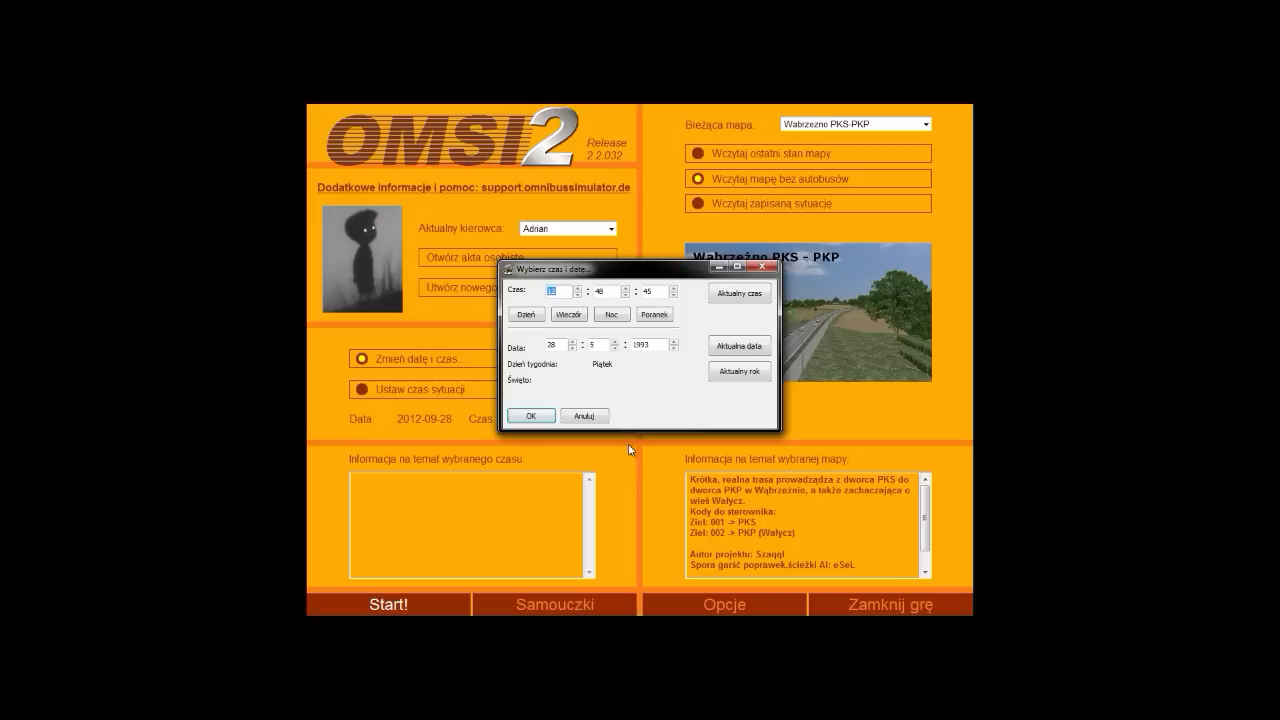 OMSI 2
Release
2.2.032
Dodatkowe informacje i pomoc: support.omnibussimulator.de
Aktualny kierowca:
Adrian
Otwórz akta osobiste
Utwórz nowego
Zmień datę i czas...
Ustaw czas sytuacji
Data:
2012-09-28
Czas:
Informacja na temat wybranego czasu:
Bieżąca mapa:
Wabrzezno PKS-PKP
Wczytaj ostatni stan mapy
Wczytaj mapę bez autobusów
Wczytaj zapisaną sytuację
Wąbrzeźno PKS - PKP
Wybierz czas i datę...
Czas:
12 : 48 : 45
Aktualny czas
Dzień
Wieczór
Noc
Poranek
Data:
28 : 5 : 1993
Aktualna data
Dzień tygodnia:
Piątek
Aktualny rok
Święto:
OK
Anuluj
Informacja na temat wybranej mapy:
Krótka, realna trasa prowadządza z dworca PKS do
dworca PKP w Wąbrzeźnie, a także zachaczająca o
wieś Wałycz.
Kody do sterownika:
Ziel: 001 -> PKS
Ziel: 002 -> PKP (Wałycz)
Autor projektu: Szaqql
Spora garść poprawek,ścieżki AI: eSeL
Start!
Samouczki
Opcje
Zamknij grę